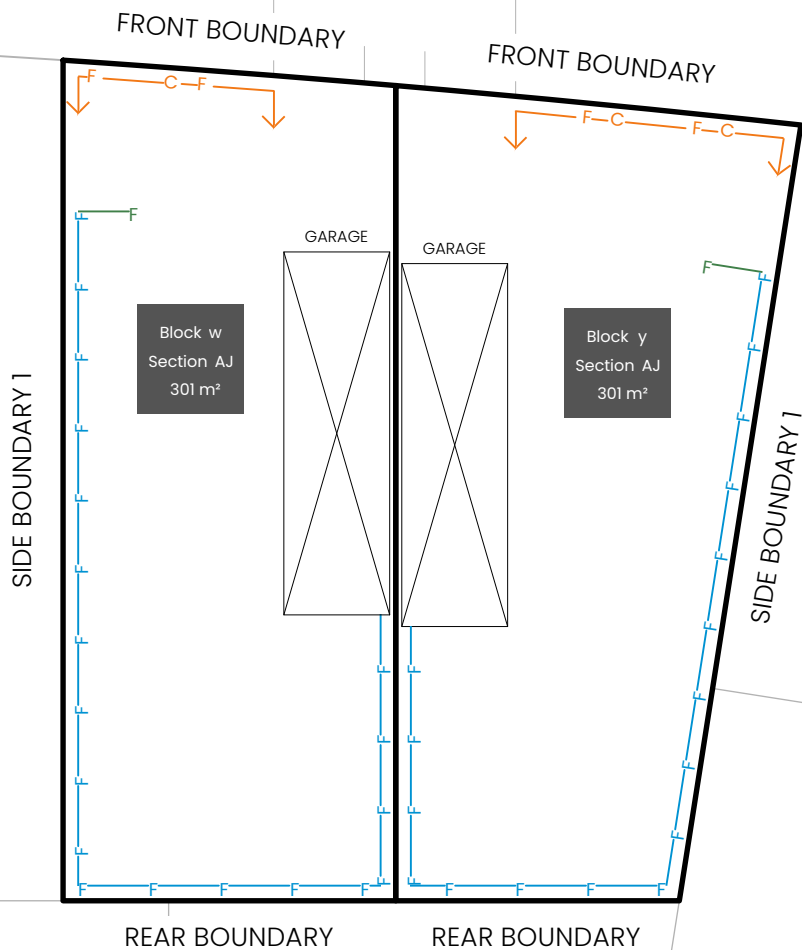 FRONT BOUNDARY
FRONT BOUNDARY
F C F
F C F C
F
F
GARAGE
GARAGE
Block w
Section AJ
301 m²
Block y
Section AJ
301 m²
SIDE BOUNDARY 1
SIDE BOUNDARY 1
F F F F F F F F F F
F F F F
F F F F
F F F F F F F F F
F F F F F
F F F F
REAR BOUNDARY
REAR BOUNDARY